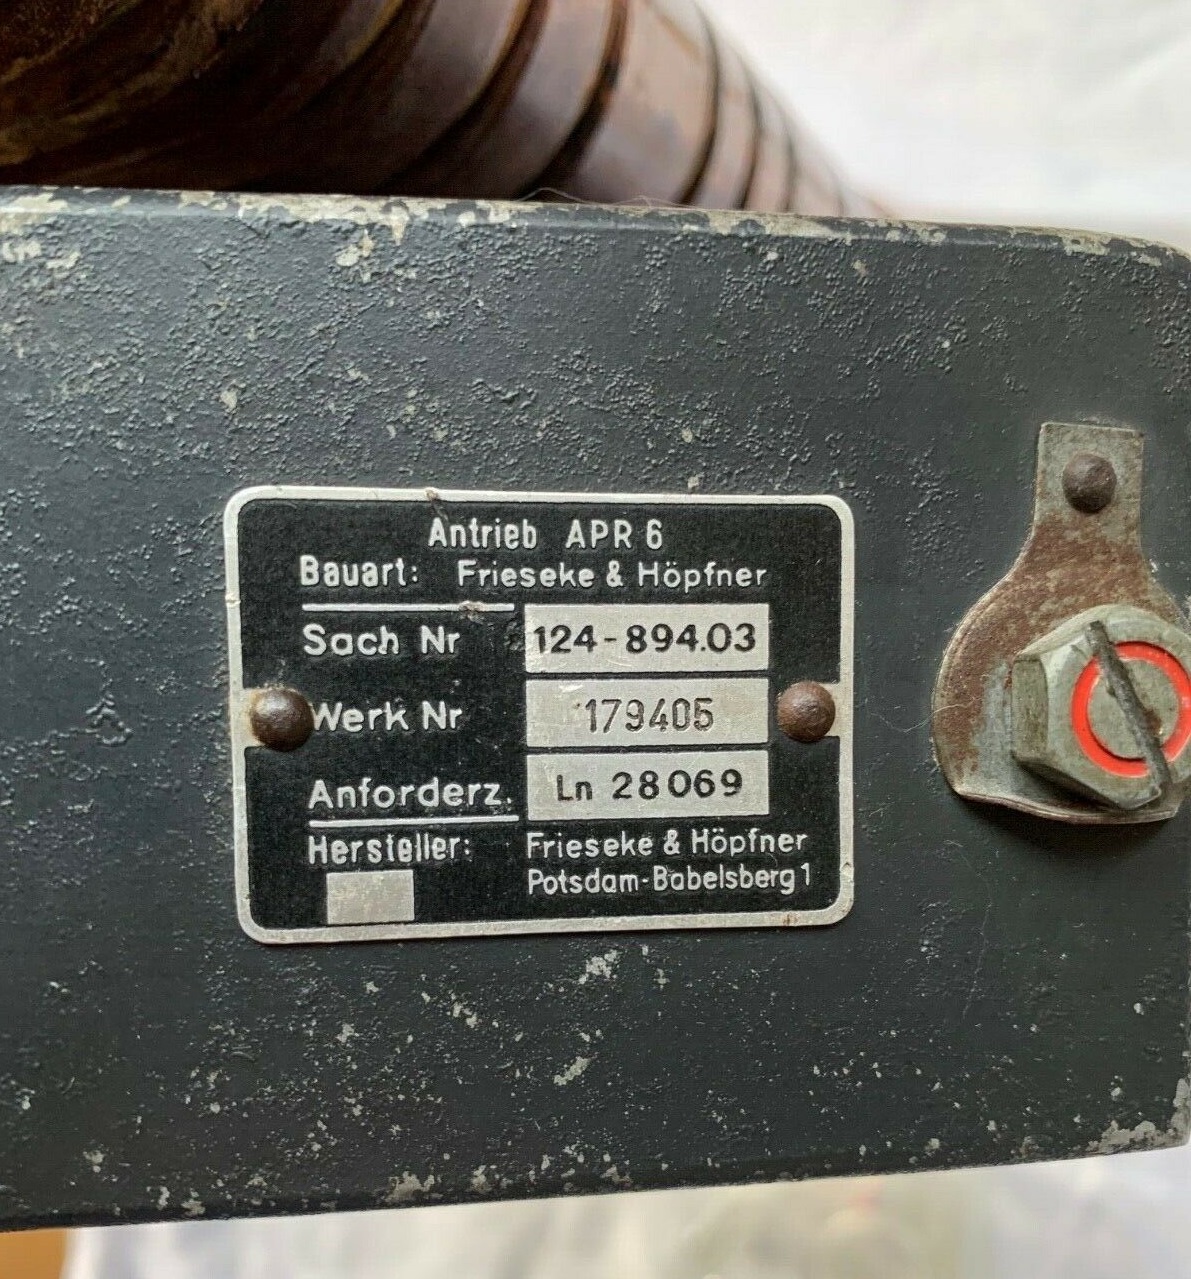 Antrieb APR 6
Bauart: Frieseke & Höpfner
Sach Nr 124-894.03
Werk Nr 179405
Anforderz. Ln 28069
Hersteller: Frieseke & Höpfner
Potsdam-Babelsberg 1